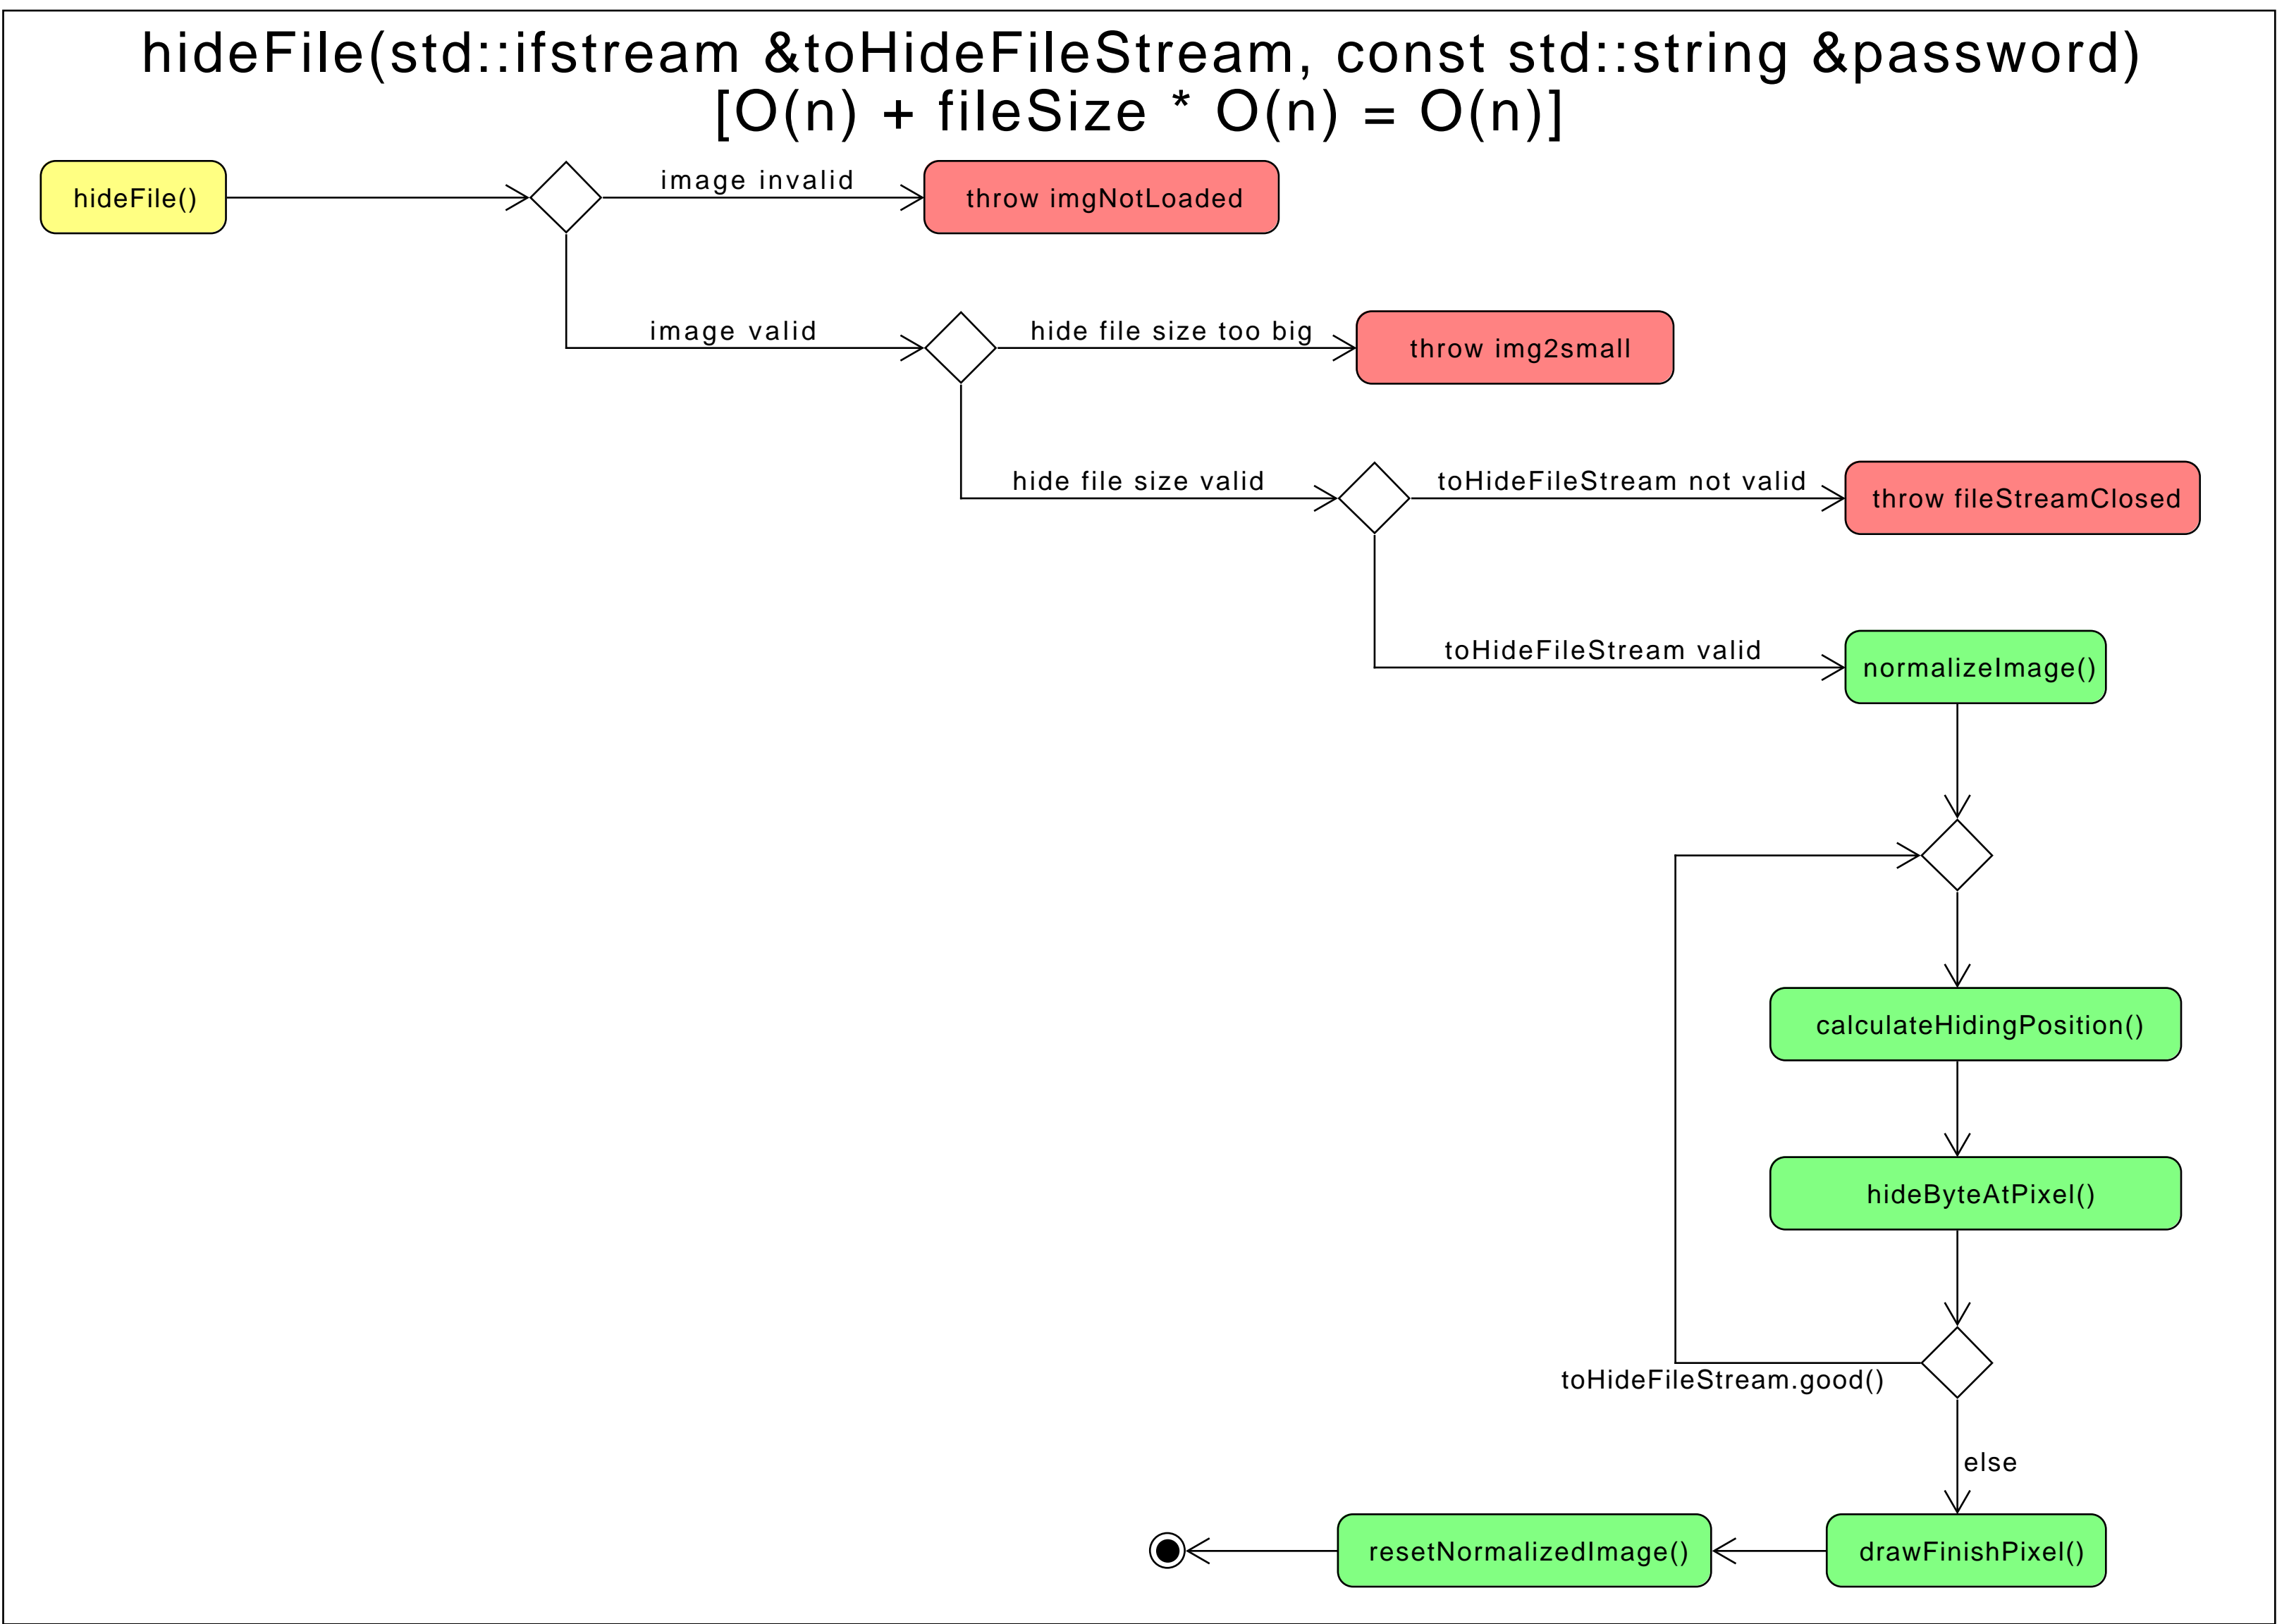 hideFile(std::ifstream &toHideFileStream, const std::string &password)
[O(n) + fileSize * O(n) = O(n)]
hideFile()
image invalid
throw imgNotLoaded
image valid
hide file size too big
throw img2small
hide file size valid
toHideFileStream not valid
throw fileStreamClosed
toHideFileStream valid
normalizeImage()
calculateHidingPosition()
hideByteAtPixel()
toHideFileStream.good()
else
resetNormalizedImage()
drawFinishPixel()